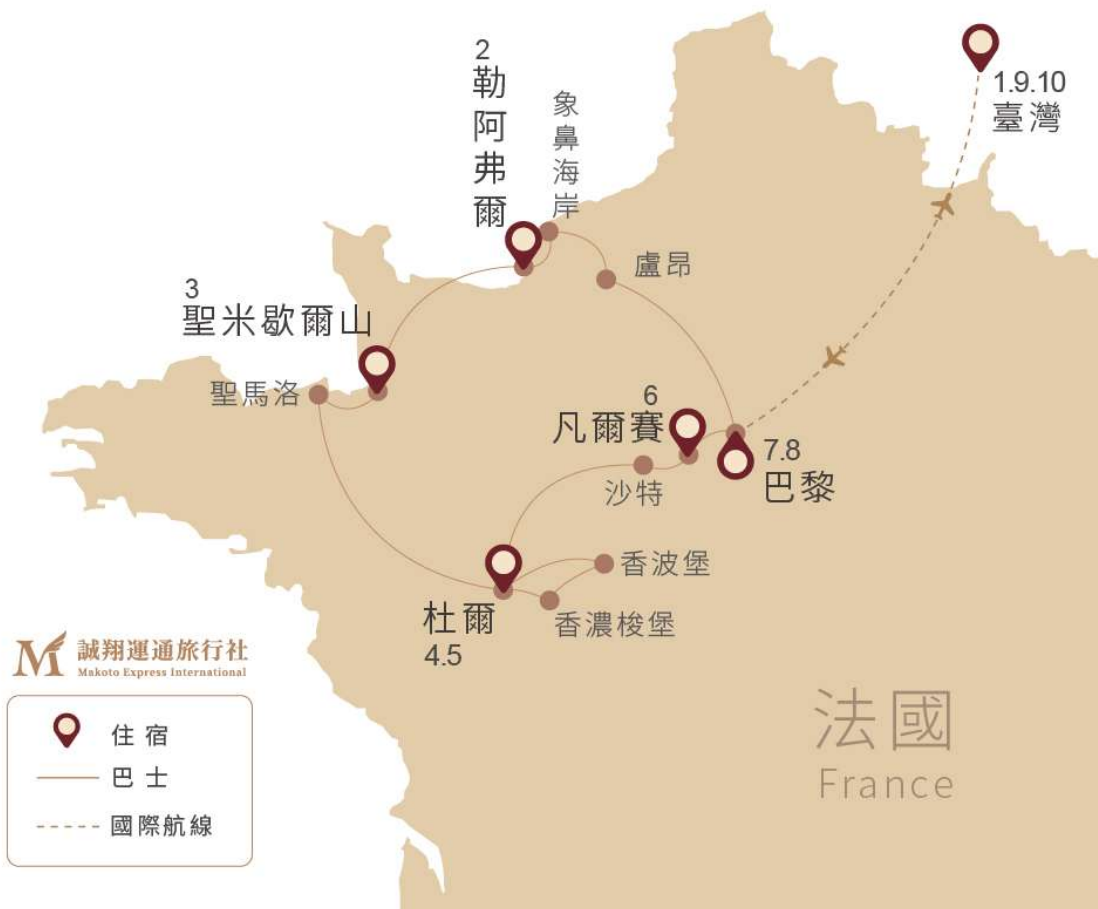 1.9.10
臺灣
2
勒阿弗爾
象鼻海岸
盧昂
3
聖米歇爾山
聖馬洛
6
凡爾賽
沙特
7.8
巴黎
香波堡
香濃梭堡
杜爾
4.5
誠翔運通旅行社
Makoto Express International
住宿
巴士
國際航線
法國
France